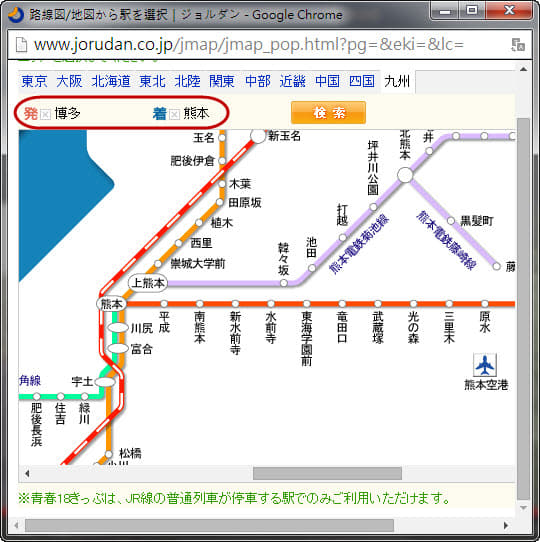 路線図/地図から駅を選択｜ジョルダン - Google Chrome
www.jorudan.co.jp/jmap/jmap_pop.html?pg=&eki=&lc=
東京 大阪 北海道 東北 北陸 関東 中部 近畿 中国 四国 九州
発 博多 着 熊本 検 索
玉名
新玉名
肥後伊倉
木葉
田原坂
植木
西里
崇城大学前
上熊本
韓々坂
池田
打越
坪井川公園
北熊本
井
熊本電鉄菊池線
熊本電鉄藤崎線
黒髪町
藤
熊本
平成
南熊本
新水前寺
水前寺
東海学園前
竜田口
武蔵塚
光の森
三里木
原水
川尻
富合
宇土
角線
肥後長浜
住吉
緑川
熊本空港
松橋
小川
※青春18きっぷは、JR線の普通列車が停車する駅でのみご利用いただけます。